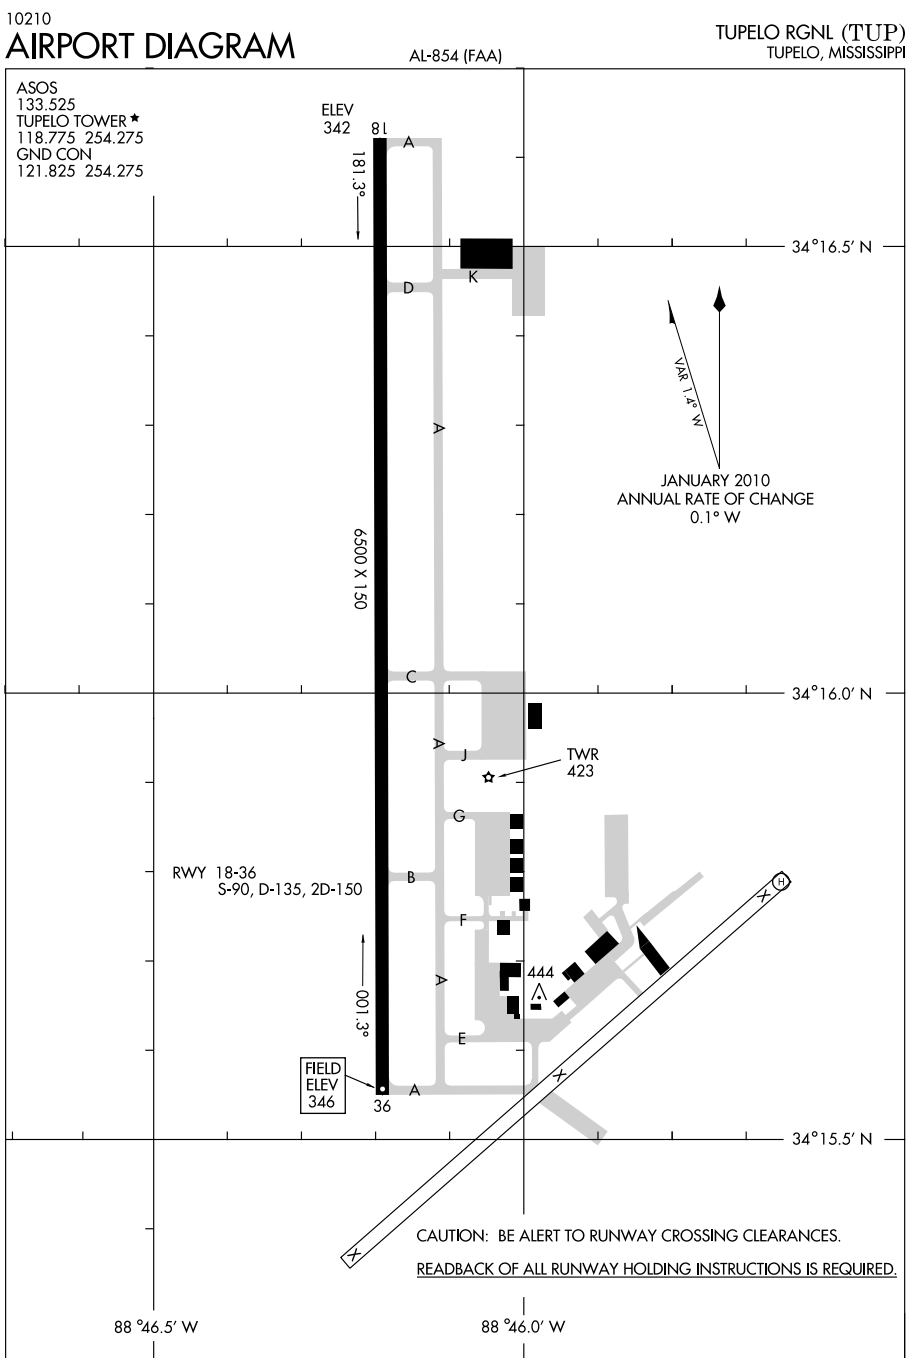 10210
AIRPORT DIAGRAM
AL-854 (FAA)
TUPELO RGNL (TUP)
TUPELO, MISSISSIPPI
ASOS
133.525
TUPELO TOWER ★
118.775 254.275
GND CON
121.825 254.275
ELEV
342
18
A
181.3°
34°16.5' N
K
D
VAR 1.4° W
A
JANUARY 2010
ANNUAL RATE OF CHANGE
0.1° W
6500 X 150
C
34°16.0' N
A
J
TWR
423
G
RWY 18-36
S-90, D-135, 2D-150
B
H
X
F
444
A
001.3°
E
FIELD
ELEV
346
X
A
36
34°15.5' N
CAUTION: BE ALERT TO RUNWAY CROSSING CLEARANCES.
X
READBACK OF ALL RUNWAY HOLDING INSTRUCTIONS IS REQUIRED.
88°46.5' W
88°46.0' W